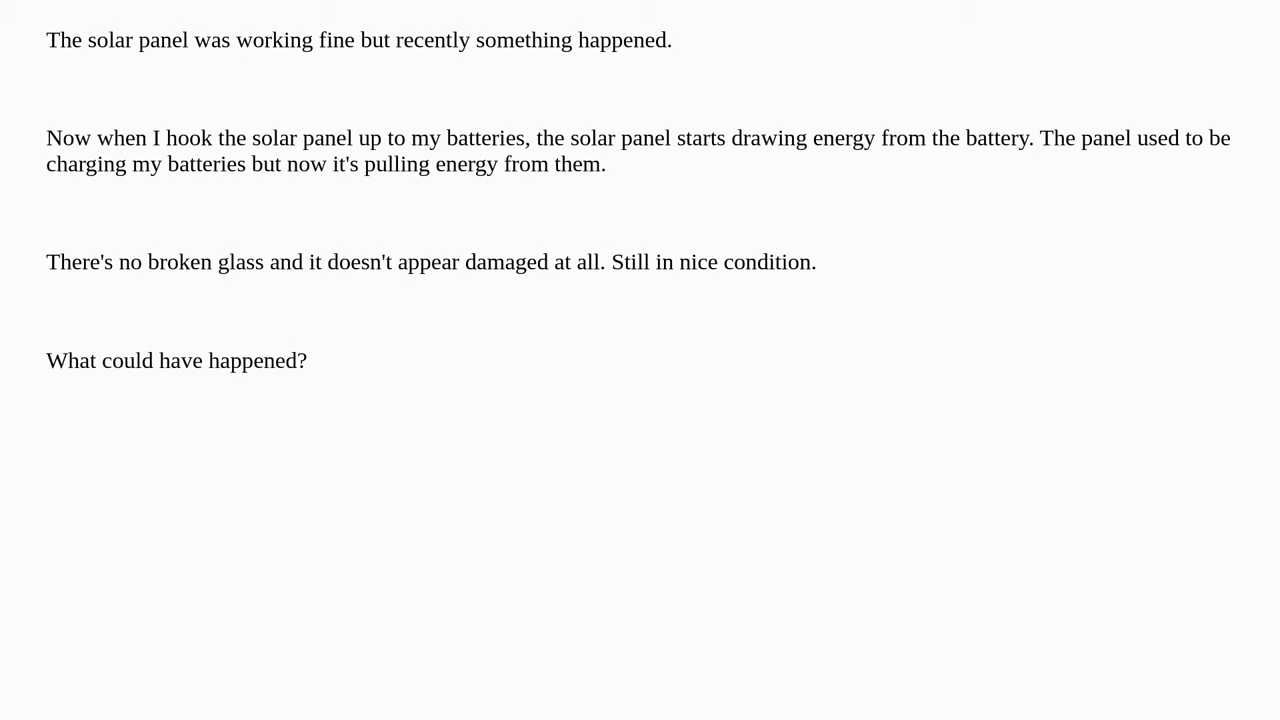 The solar panel was working fine but recently something happened.
Now when I hook the solar panel up to my batteries, the solar panel starts drawing energy from the battery. The panel used to be
charging my batteries but now it's pulling energy from them.
There's no broken glass and it doesn't appear damaged at all. Still in nice condition.
What could have happened?